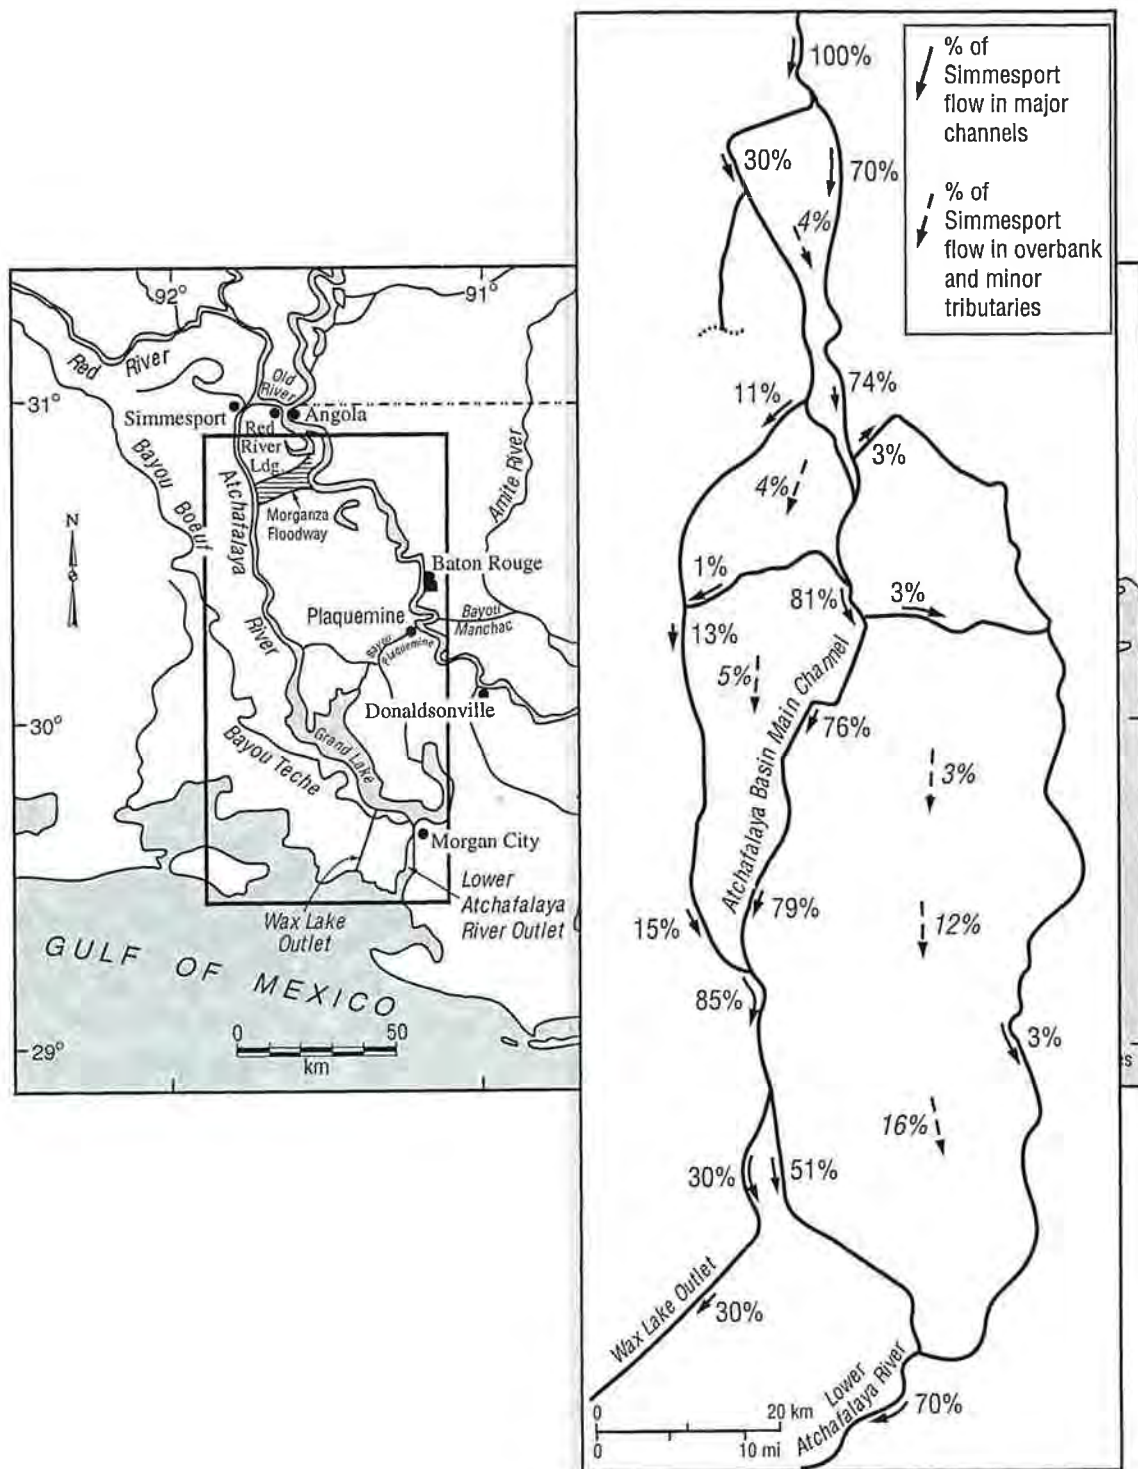 92°
91°
Red River
Old
River
31°
Simmesport
Angola
Red
River
Ldg.
Bayou Boeuf
Atchafalaya River
Morganza
Floodway
Amite River
N
Baton Rouge
Plaquemine
Bayou
Manchac
Bayou
Plaquemine
Donaldsonville
30°
Grand Lake
Bayou Teche
Morgan City
Lower
Atchafalaya
River Outlet
Wax Lake
Outlet
GULF OF MEXICO
0 50
km
29°
100%
% of
Simmesport
flow in major
channels
% of
Simmesport
flow in overbank
and minor
tributaries
30%
70%
4%
11%
74%
3%
4%
1%
81%
3%
13%
5%
76%
Atchafalaya Basin Main Channel
3%
79%
15%
12%
85%
3%
16%
30%
51%
Wax Lake Outlet
30%
Lower
Atchafalaya River
70%
0 20 km
0 10 mi
s